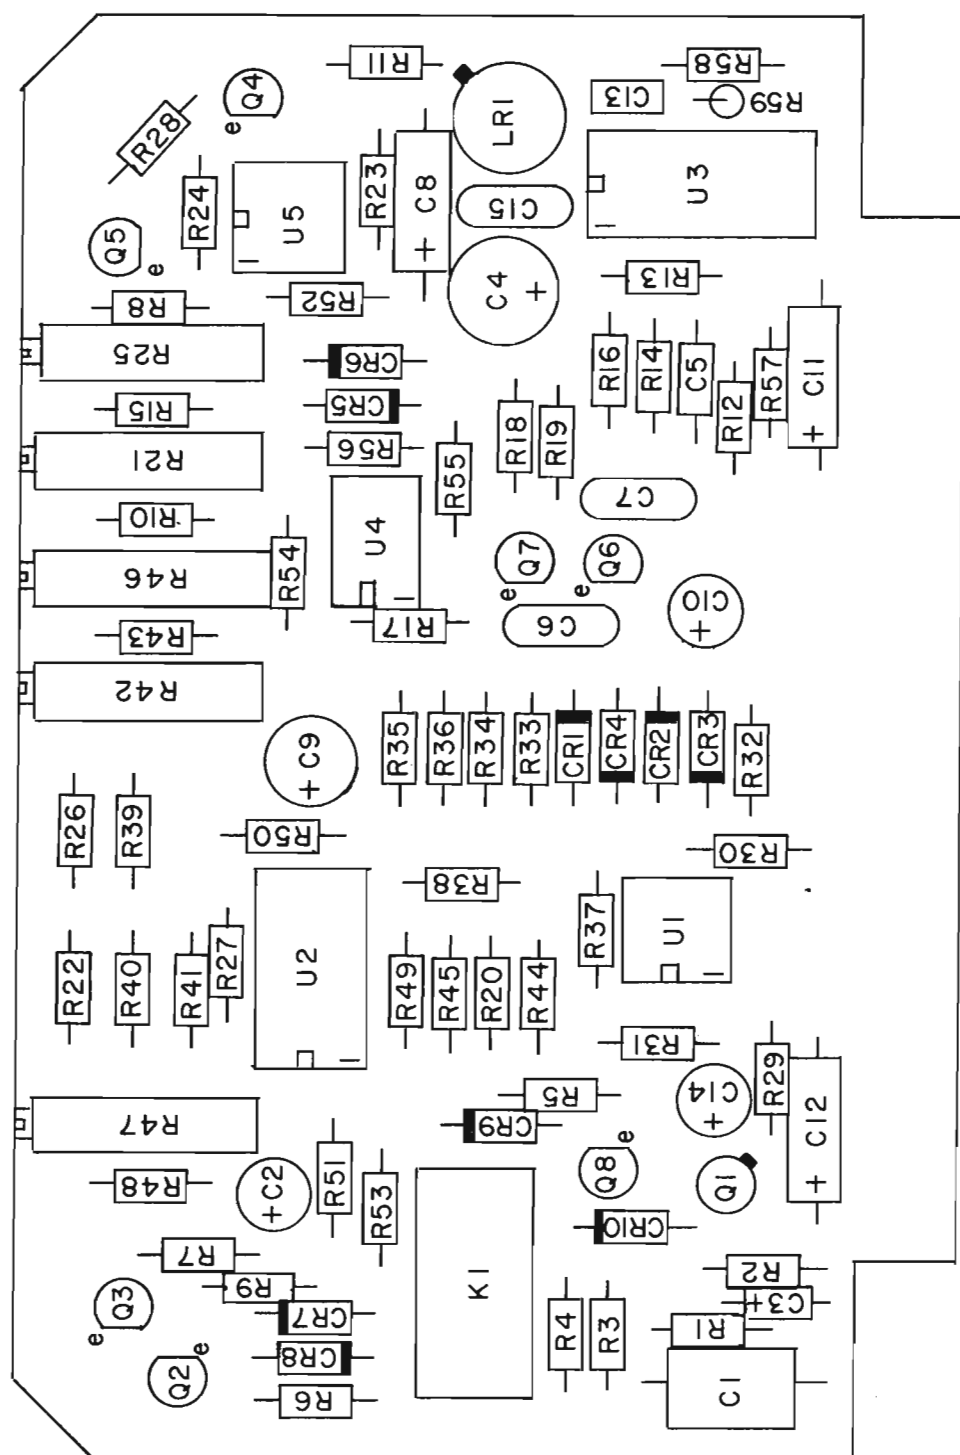 R11
R58
Q4
e
C13
R59
LR1
R28
R23
C8
+
U3
R24
U5
C15
Q5
e
R13
C4
+
R52
R8
R25
CR6
R16
R14
C5
R57
C11
+
R12
CR5
R15
R18
R19
R56
R21
R55
C7
R10
U4
Q7
e
Q6
e
R46
R54
C10
+
R17
C6
R43
R42
R35
R36
R34
R33
CR1
CR4
CR2
CR3
R32
C9
+
R26
R39
R50
R30
R38
R37
U1
R27
U2
R22
R40
R41
R49
R45
R20
R44
R31
R29
R5
C14
+
CR9
R47
C12
+
Q8
e
Q1
R51
R48
C2
+
R53
CR10
R7
R2
R9
K1
C3+
Q3
e
CR7
R4
R3
R1
CR8
Q2
e
R6
C1